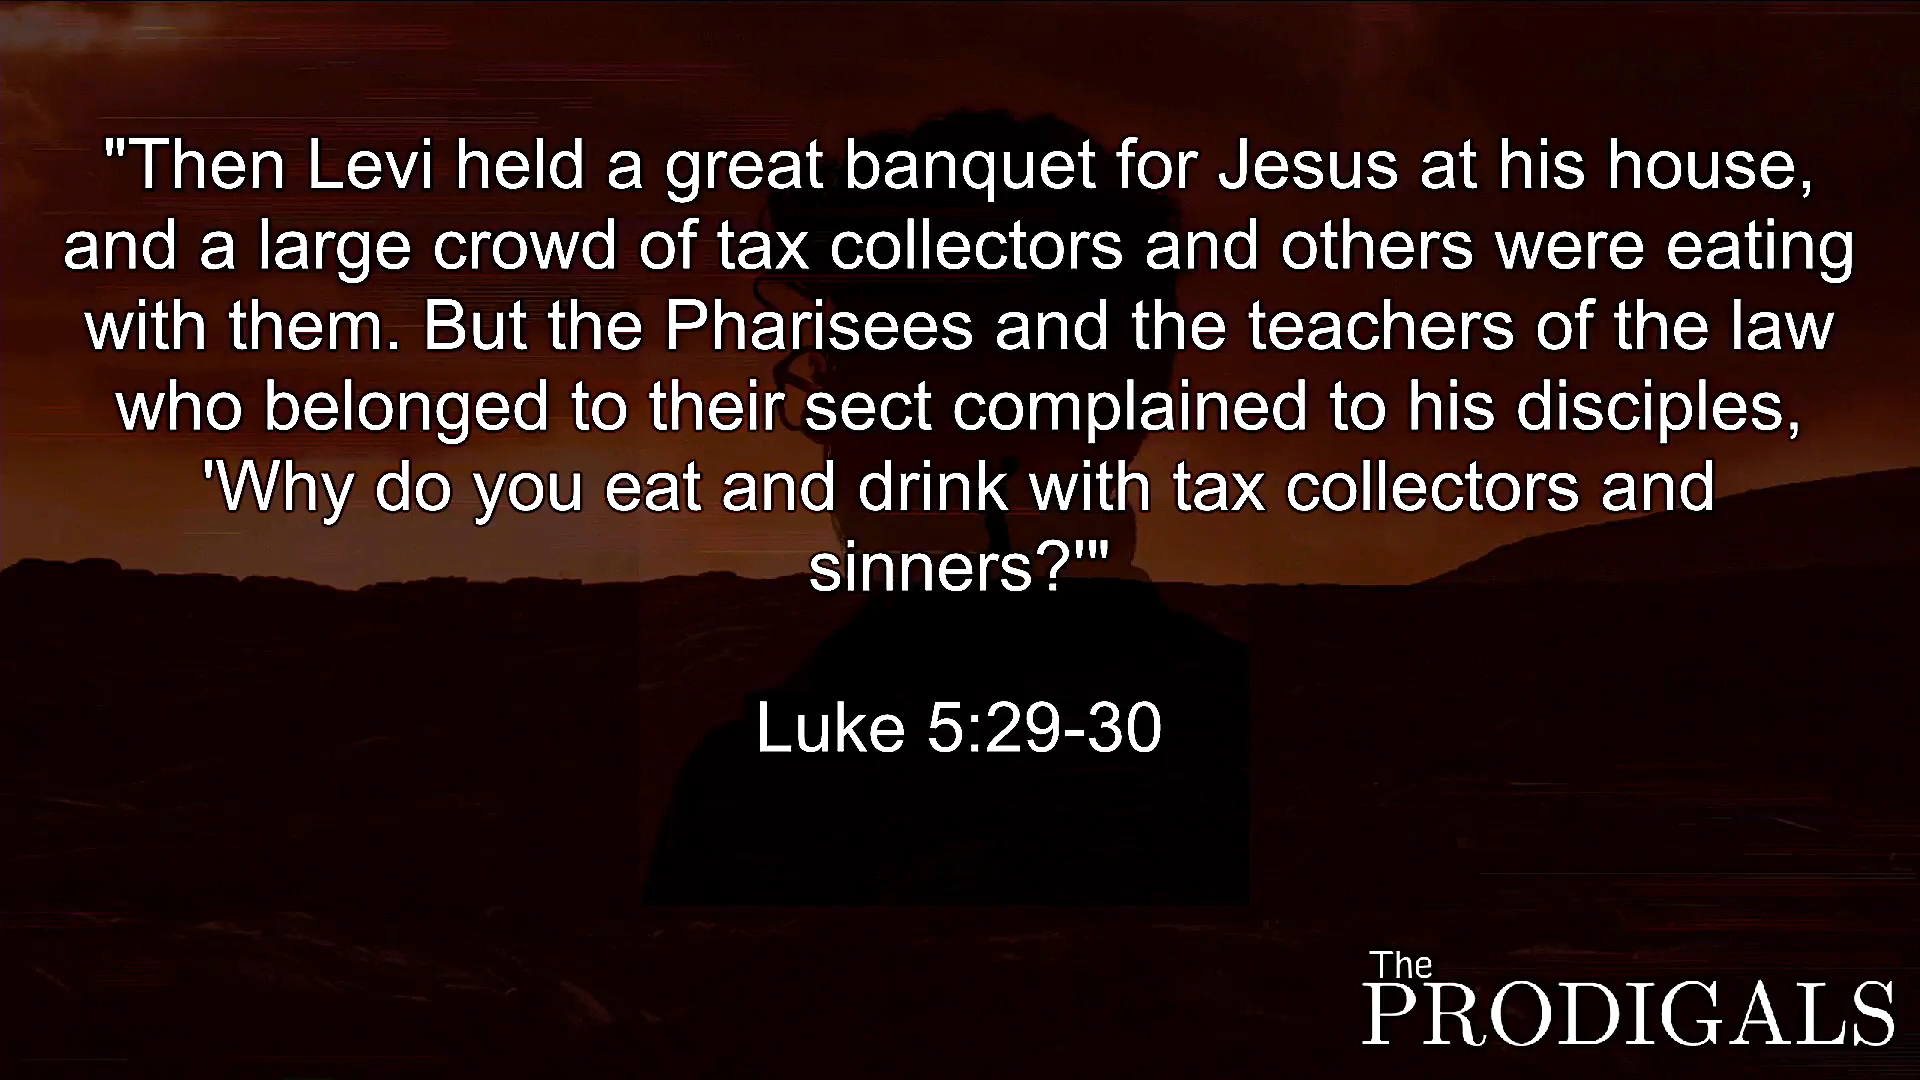 "Then Levi held a great banquet for Jesus at his house,
and a large crowd of tax collectors and others were eating
with them. But the Pharisees and the teachers of the law
who belonged to their sect complained to his disciples,
'Why do you eat and drink with tax collectors and
sinners?'"
Luke 5:29-30
The
PRODIGALS